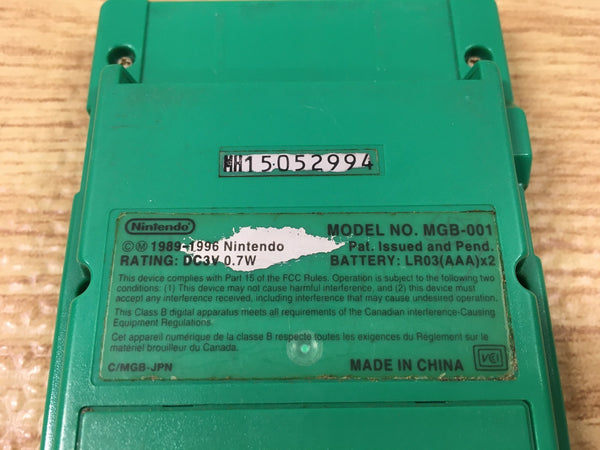 MH15052994
Nintendo MODEL NO. MGB-001
©Ⓜ 1989-1996 Nintendo Pat. Issued and Pend.
RATING: DC3V 0.7W BATTERY: LR03(AAA)x2
This device complies with Part 15 of the FCC Rules. Operation is subject to the following two
conditions: (1) This device may not cause harmful interference, and (2) this device must
accept any interference received, including interference that may cause undesired operation.
This Class B digital apparatus meets all requirements of the Canadian interference-Causing
Equipment Regulations.
Cet appareil numérique de la classe B respecte toutes les exigences du Réglement sur le
matériel brouilleur du Canada.
C/MGB-JPN MADE IN CHINA VCI